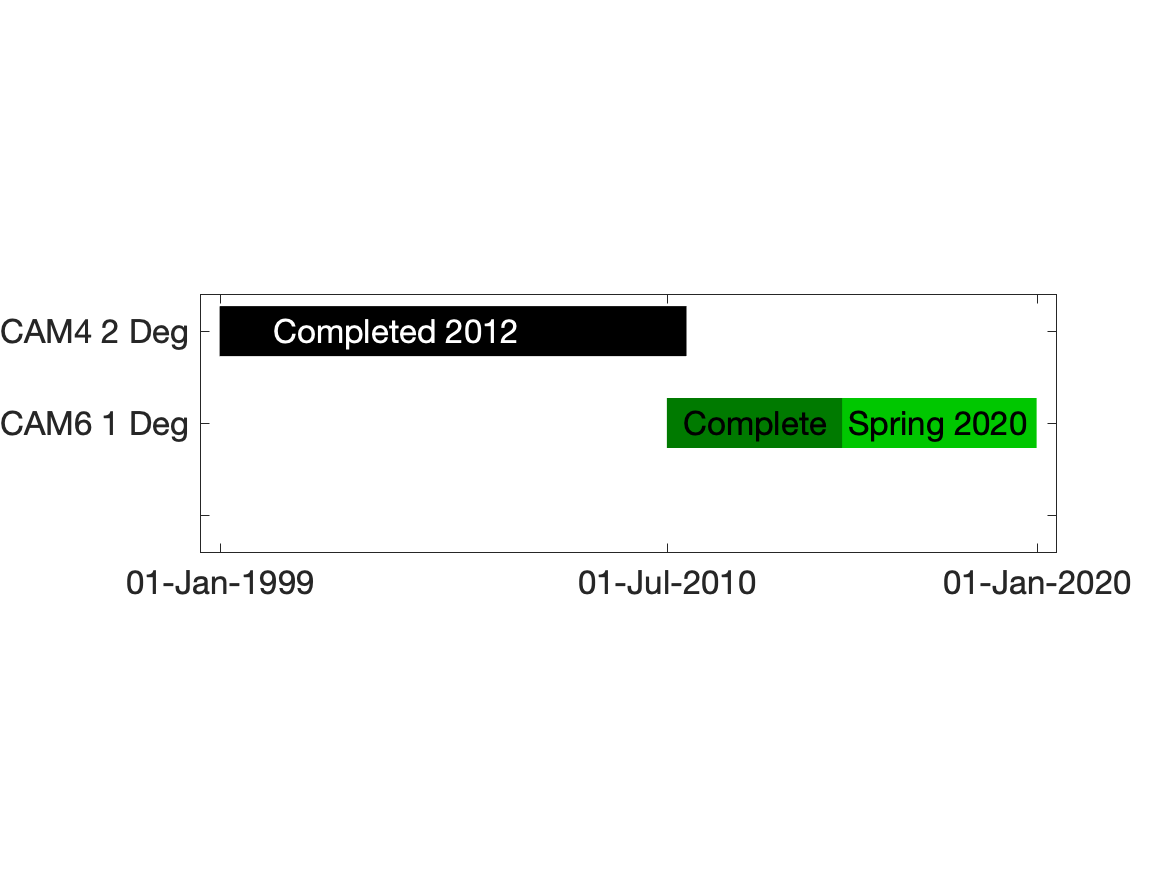 CAM4 2 Deg
Completed 2012
CAM6 1 Deg
Complete
Spring 2020
01-Jan-1999
01-Jul-2010
01-Jan-2020